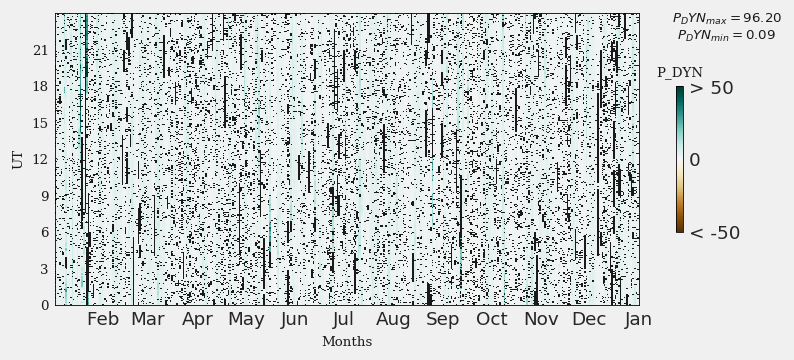 P_DYN_max = 96.20
P_DYN_min = 0.09
P_DYN
> 50
0
< -50
21
18
15
12
9
6
3
0
UT
Feb Mar Apr May Jun Jul Aug Sep Oct Nov Dec Jan
Months